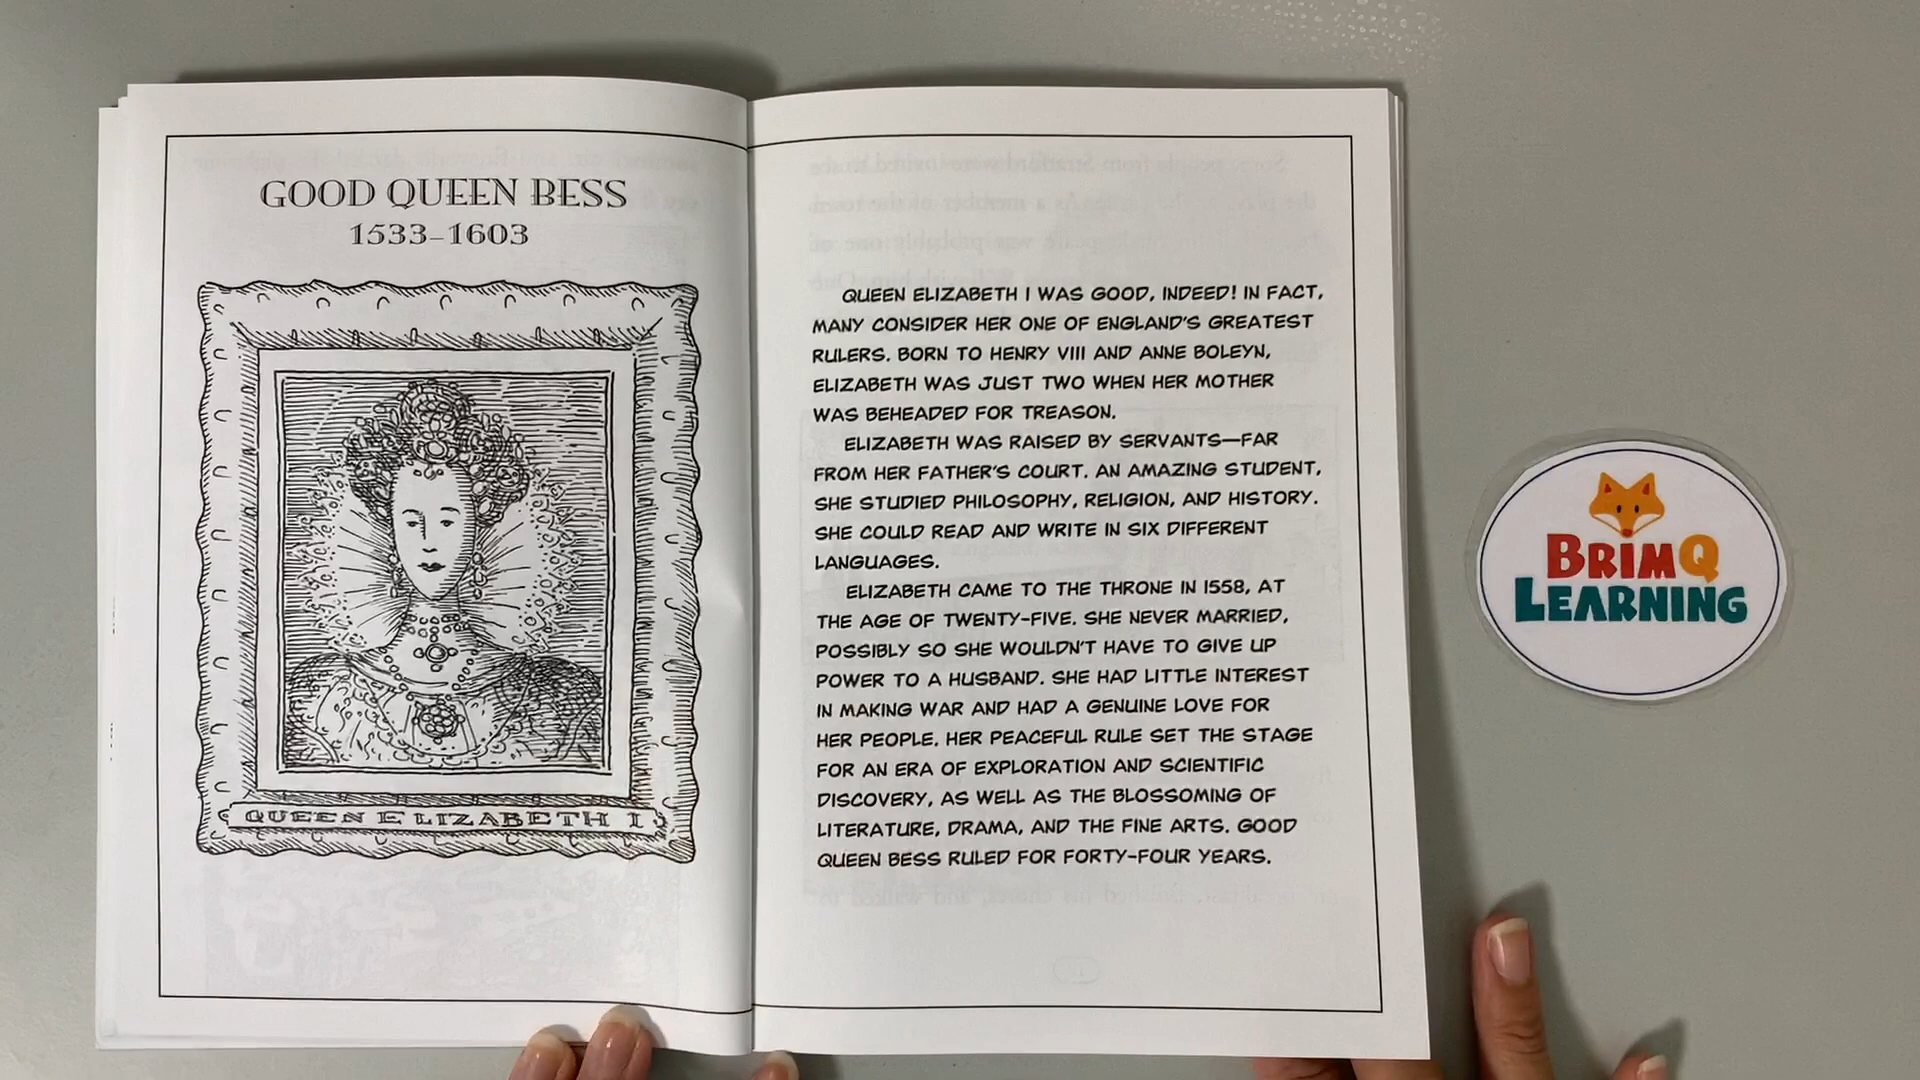 GOOD QUEEN BESS
1533–1603
QUEEN ELIZABETH I
QUEEN ELIZABETH I WAS GOOD, INDEED! IN FACT,
MANY CONSIDER HER ONE OF ENGLAND'S GREATEST
RULERS. BORN TO HENRY VIII AND ANNE BOLEYN,
ELIZABETH WAS JUST TWO WHEN HER MOTHER
WAS BEHEADED FOR TREASON.
ELIZABETH WAS RAISED BY SERVANTS—FAR
FROM HER FATHER'S COURT. AN AMAZING STUDENT,
SHE STUDIED PHILOSOPHY, RELIGION, AND HISTORY.
SHE COULD READ AND WRITE IN SIX DIFFERENT
LANGUAGES.
ELIZABETH CAME TO THE THRONE IN 1558, AT
THE AGE OF TWENTY-FIVE. SHE NEVER MARRIED,
POSSIBLY SO SHE WOULDN'T HAVE TO GIVE UP
POWER TO A HUSBAND. SHE HAD LITTLE INTEREST
IN MAKING WAR AND HAD A GENUINE LOVE FOR
HER PEOPLE. HER PEACEFUL RULE SET THE STAGE
FOR AN ERA OF EXPLORATION AND SCIENTIFIC
DISCOVERY, AS WELL AS THE BLOSSOMING OF
LITERATURE, DRAMA, AND THE FINE ARTS. GOOD
QUEEN BESS RULED FOR FORTY-FOUR YEARS.
BRIMQ
LEARNING